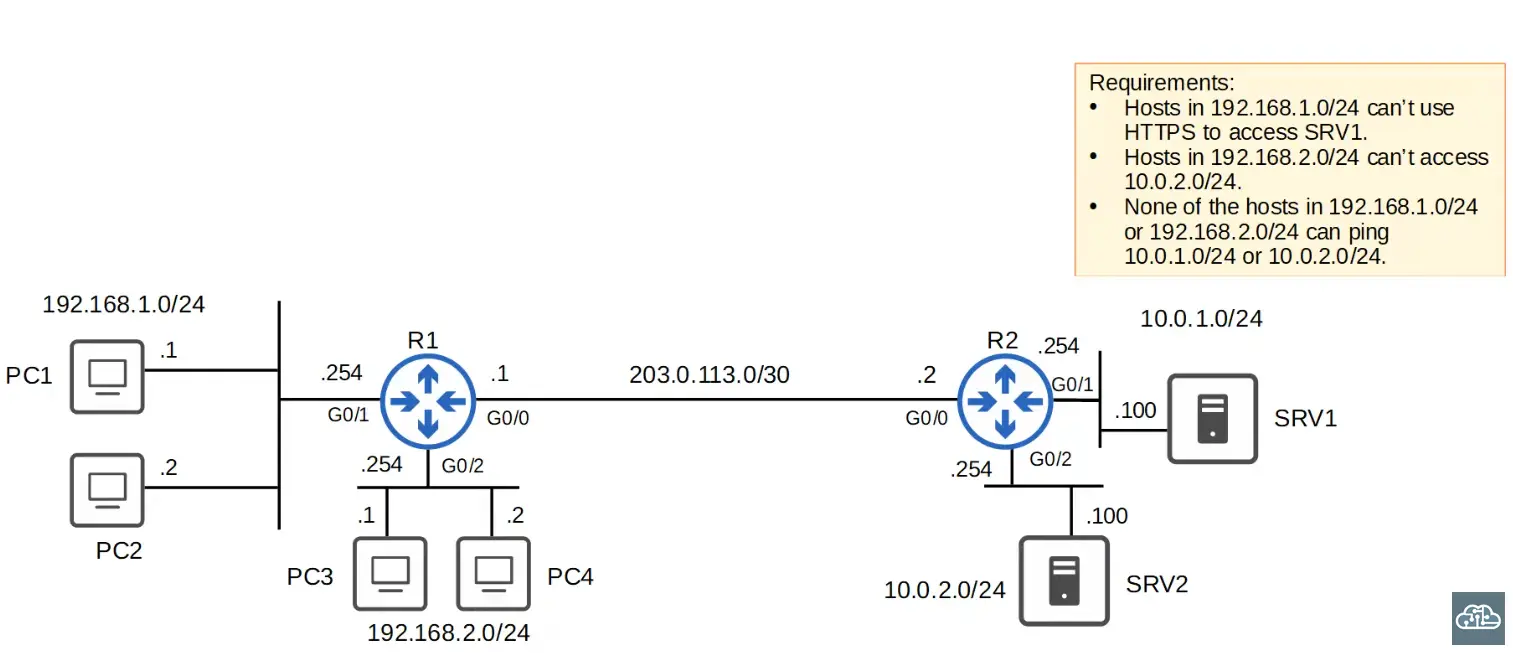 Requirements:
• Hosts in 192.168.1.0/24 can't use
HTTPS to access SRV1.
• Hosts in 192.168.2.0/24 can't access
10.0.2.0/24.
• None of the hosts in 192.168.1.0/24
or 192.168.2.0/24 can ping
10.0.1.0/24 or 10.0.2.0/24.
192.168.1.0/24
PC1
.1
PC2
.2
.254
G0/1
R1
.1
G0/0
.254
G0/2
.1
.2
PC3
PC4
192.168.2.0/24
203.0.113.0/30
.2
G0/0
R2
.254
G0/1
10.0.1.0/24
.100
SRV1
.254
G0/2
.100
10.0.2.0/24
SRV2